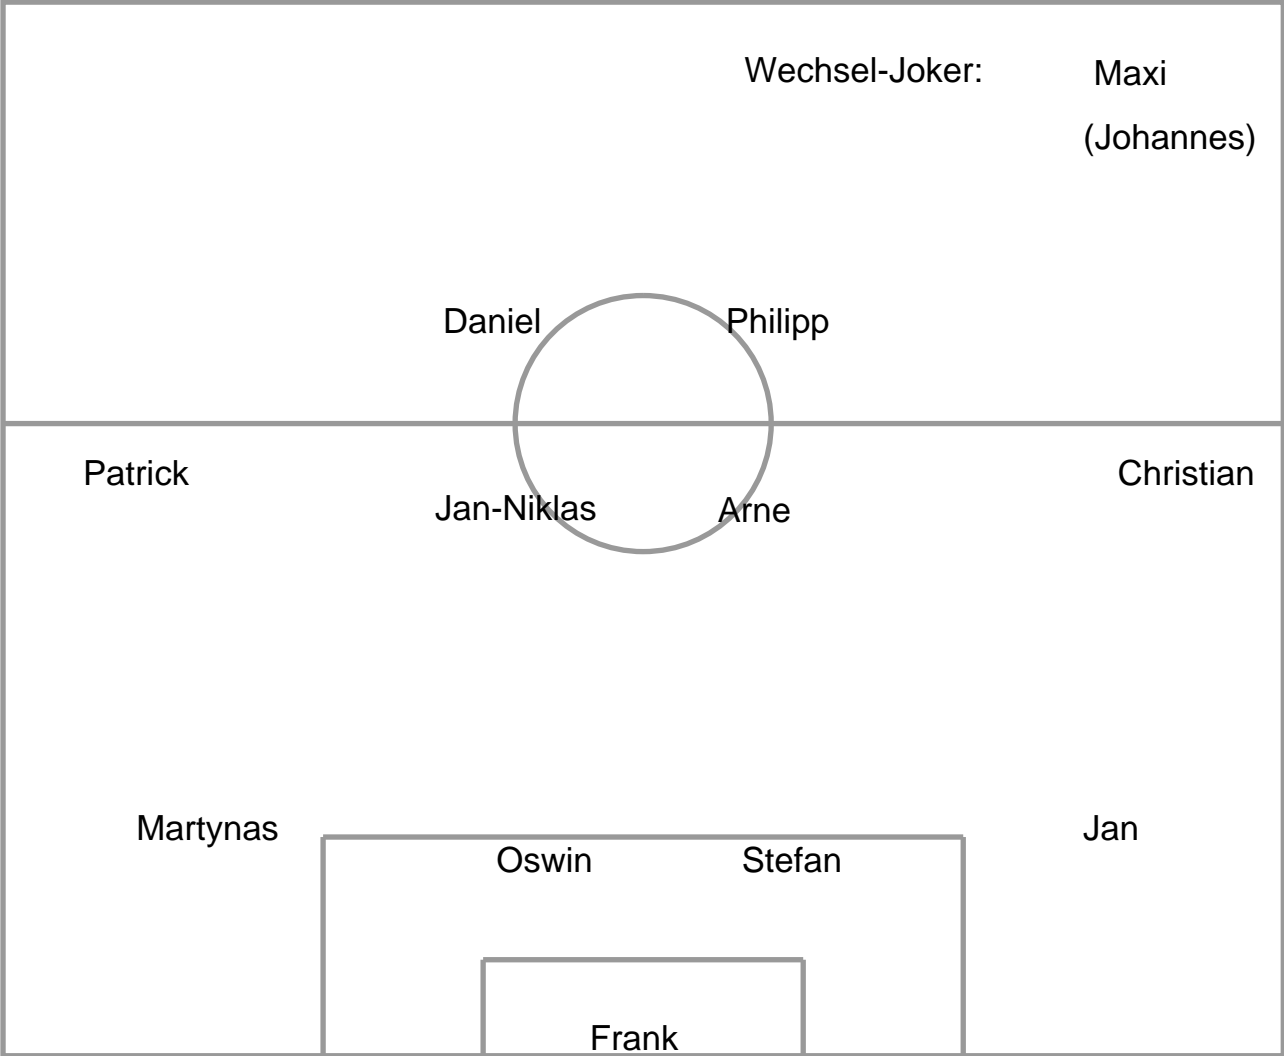 Wechsel-Joker: Maxi
(Johannes)
Daniel Philipp
Patrick Christian
Jan-Niklas Arne
Martynas Jan
Oswin Stefan
Frank